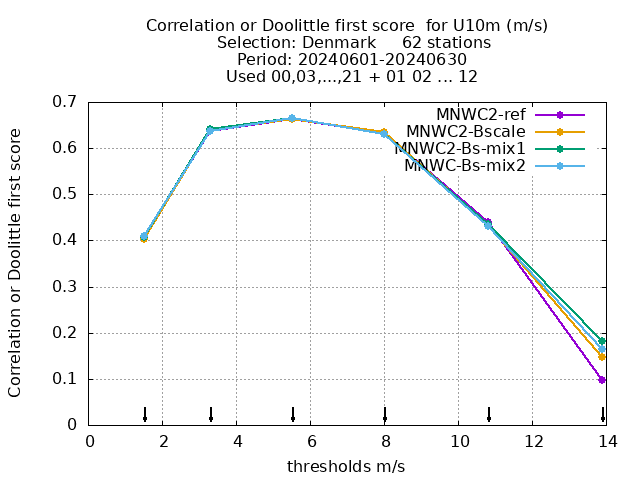 Correlation or Doolittle first score  for U10m (m/s)
Selection: Denmark     62 stations
Period: 20240601-20240630
Used 00,03,...,21 + 01 02 ... 12
Correlation or Doolittle first score
0.7
0.6
0.5
0.4
0.3
0.2
0.1
0
MNWC2-ref
MNWC2-Bscale
MNWC2-Bs-mix1
MNWC-Bs-mix2
0 2 4 6 8 10 12 14
thresholds m/s